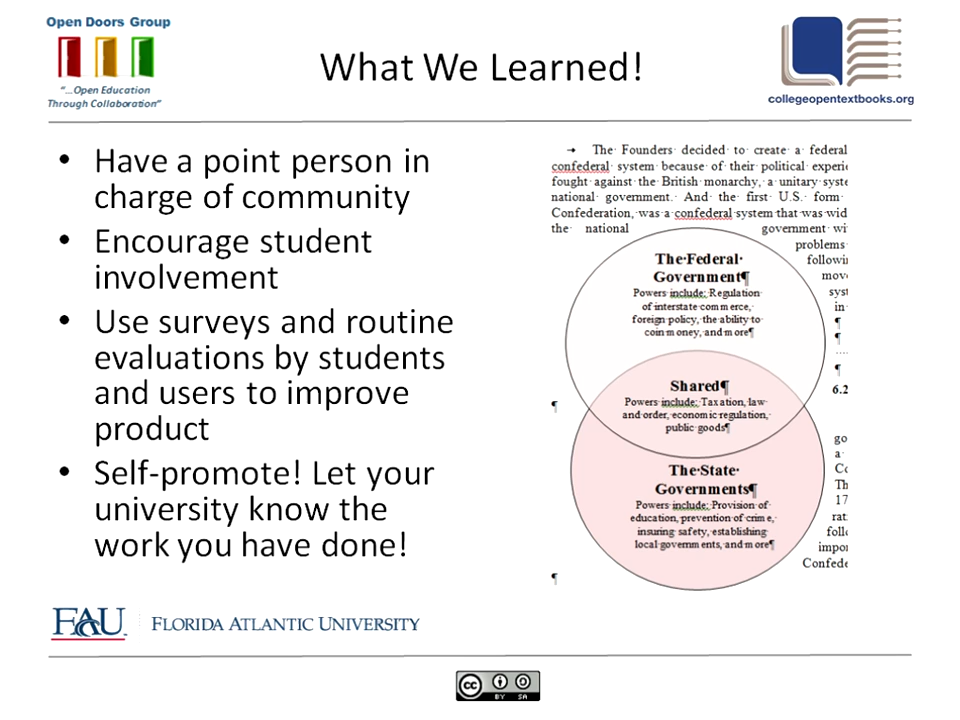 Open Doors Group
"...Open Education
Through Collaboration"
What We Learned!
collegeopentextbooks.org
• Have a point person in
charge of community
• Encourage student
involvement
• Use surveys and routine
evaluations by students
and users to improve
product
• Self-promote! Let your
university know the
work you have done!
→ The Founders decided to create a federal
confederal system because of their political experie
fought against the British monarchy, a unitary syste
national government. And the first U.S. form
Confederation, was a confederal system that was wid
the national government wi
problems
followin
move
syst
in
¶
¶
¶
6.2
The Federal
Government¶
Powers include: Regulation
of interstate commerce,
foreign policy, the ability to
coin money, and more¶
Shared¶
Powers include: Taxation, law
and order, economic regulation,
public goods¶
¶
The State
Governments¶
Powers include: Provision of
education, prevention of crime,
insuring safety, establishing
local governments, and more¶
¶
go
a
Co
Th
17
rat
follo
impor
Confede
FAU FLORIDA ATLANTIC UNIVERSITY
cc BY SA